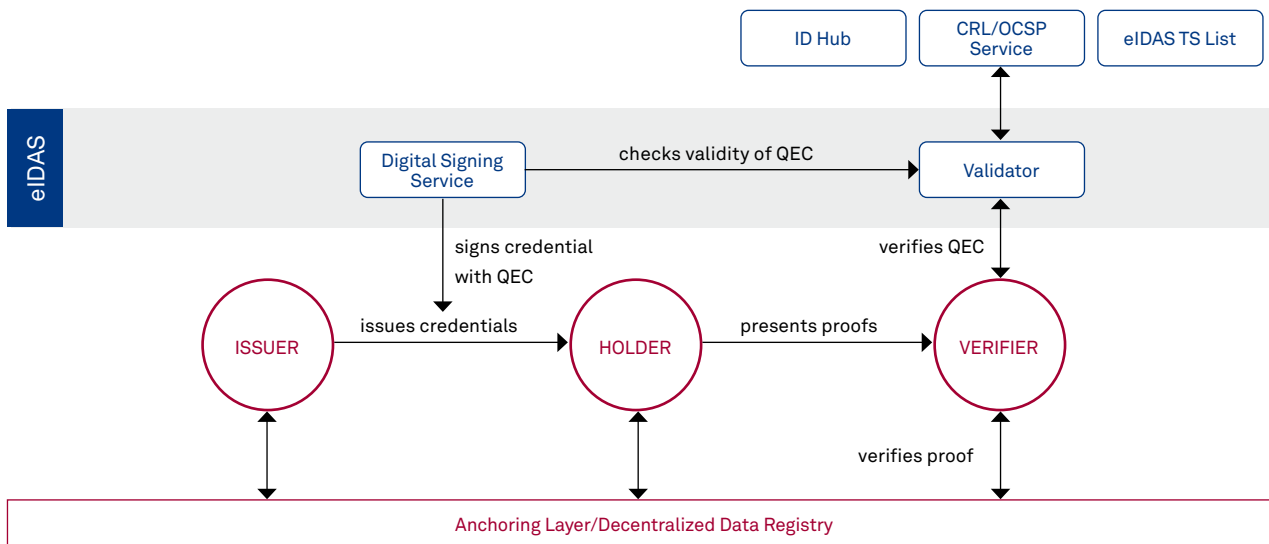 ID Hub
CRL/OCSP
Service
eIDAS TS List
eIDAS
Digital Signing
Service
checks validity of QEC
Validator
signs credential
with QEC
verifies QEC
ISSUER
issues credentials
HOLDER
presents proofs
VERIFIER
verifies proof
Anchoring Layer/Decentralized Data Registry